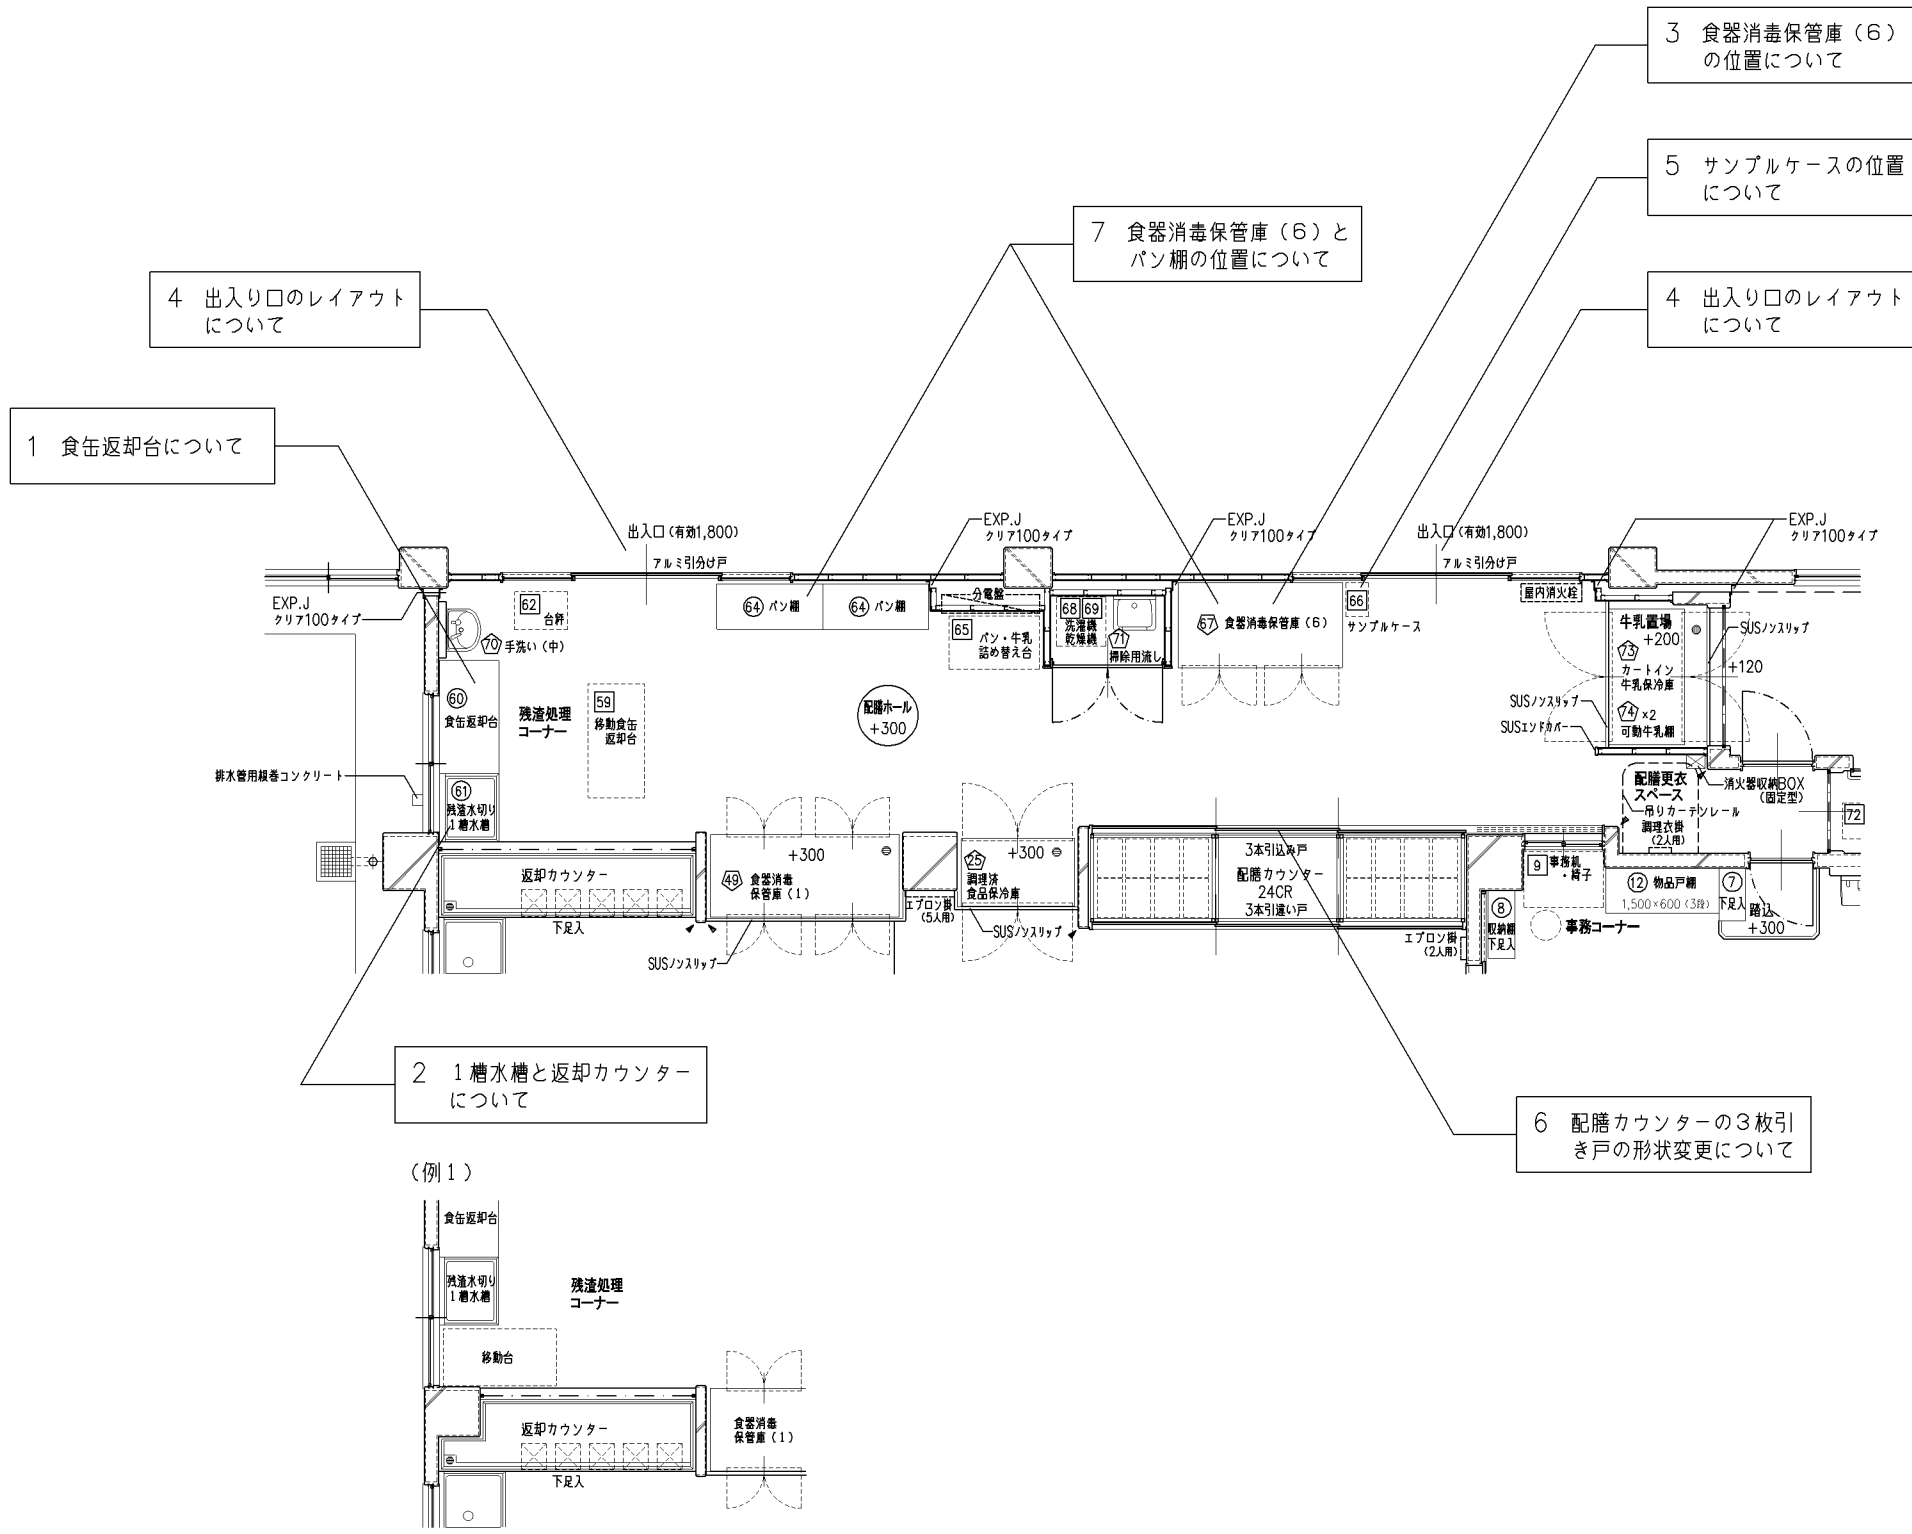 3 食器消毒保管庫（6）
の位置について
5 サンプルケースの位置
について
7 食器消毒保管庫（6）と
パン棚の位置について
4 出入り口のレイアウト
について
4 出入り口のレイアウト
について
1 食缶返却台について
出入口（有効1,800）
アルミ引分け戸
EXP.J
クリア100タイプ
EXP.J
クリア100タイプ
出入口（有効1,800）
アルミ引分け戸
EXP.J
クリア100タイプ
EXP.J
クリア100タイプ
62
台秤
70 手洗い（中）
64 パン棚
64 パン棚
分電盤
65 パン・牛乳
詰め替え台
68 69
洗濯機
乾燥機
71
掃除用流し
67 食器消毒保管庫（6）
66
サンプルケース
屋内消火栓
牛乳置場
+200
73
カートイン
牛乳保冷庫
74 x2
可動牛乳棚
SUSノンスリップ
+120
SUSノンスリップ
SUSエンドカバー
60
食缶返却台
残渣処理
コーナー
59
移動食缶
返却台
配膳ホール
+300
排水管用根巻コンクリート
61
残渣水切り
1槽水槽
配膳更衣
スペース
消火器収納BOX
（固定型）
吊りカーテンレール
調理衣掛
（2人用）
72
返却カウンター
下足入
+300
49 食器消毒
保管庫（1）
SUSノンスリップ
エプロン掛
（5人用）
+300
25
調理済
食品保冷庫
SUSノンスリップ
3本引込み戸
配膳カウンター
24CR
3本引違い戸
エプロン掛
（2人用）
8
収納棚
下足入
9 事務机
・椅子
事務コーナー
12 物品戸棚
1,500×600（3段）
7
下足入
踏込
+300
2 1槽水槽と返却カウンター
について
6 配膳カウンターの3枚引
き戸の形状変更について
（例1）
食缶返却台
残渣水切り
1槽水槽
残渣処理
コーナー
移動台
返却カウンター
下足入
食器消毒
保管庫（1）